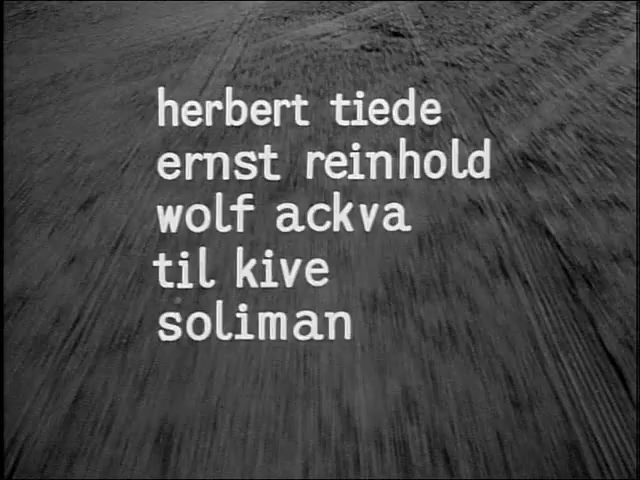 herbert tiede
ernst reinhold
wolf ackva
til kive
soliman